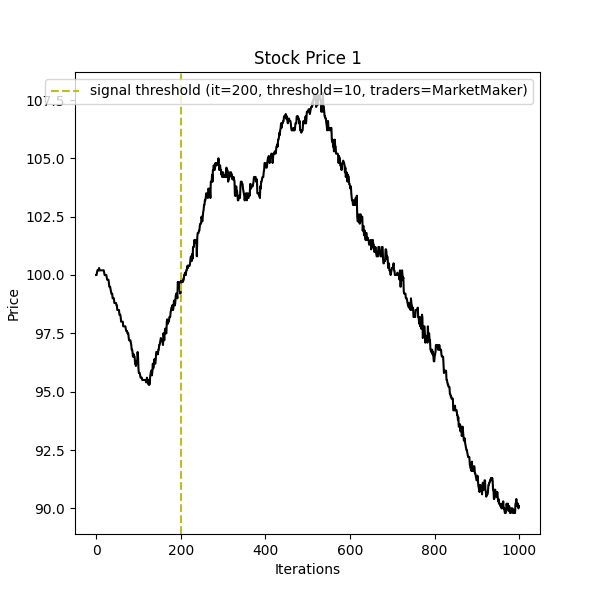 Stock Price 1
signal threshold (it=200, threshold=10, traders=MarketMaker)
107.5
105.0
102.5
100.0
97.5
95.0
92.5
90.0
Price
0 200 400 600 800 1000
Iterations